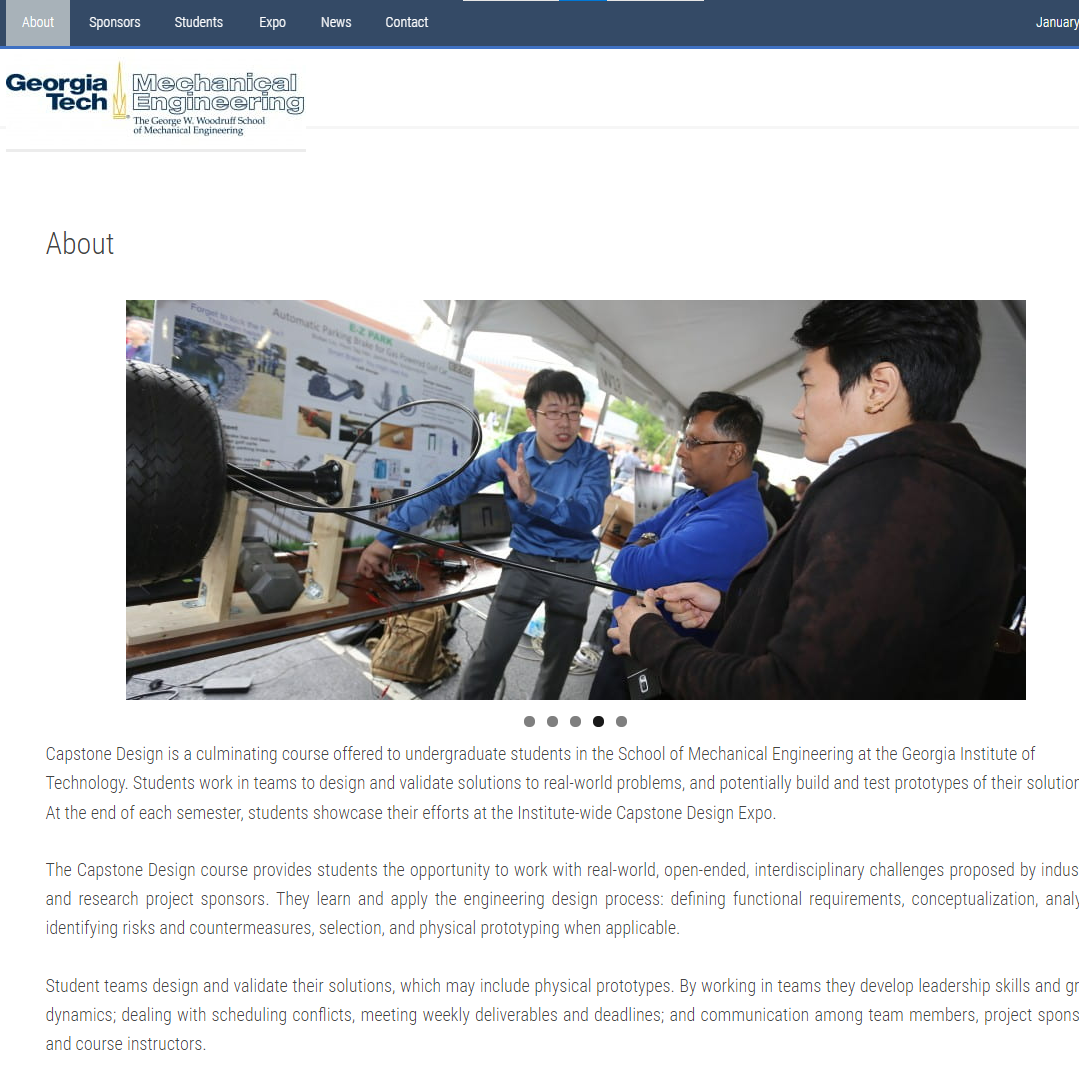 About Sponsors Students Expo News Contact January
Georgia Tech
Mechanical Engineering
The George W. Woodruff School
of Mechanical Engineering
About
Forget to lock the
Automatic Parking Brake for Gas Powered Golf Car
E-Z PARK
W18
Capstone Design is a culminating course offered to undergraduate students in the School of Mechanical Engineering at the Georgia Institute of
Technology. Students work in teams to design and validate solutions to real-world problems, and potentially build and test prototypes of their solution
At the end of each semester, students showcase their efforts at the Institute-wide Capstone Design Expo.
The Capstone Design course provides students the opportunity to work with real-world, open-ended, interdisciplinary challenges proposed by indus
and research project sponsors. They learn and apply the engineering design process: defining functional requirements, conceptualization, analy
identifying risks and countermeasures, selection, and physical prototyping when applicable.
Student teams design and validate their solutions, which may include physical prototypes. By working in teams they develop leadership skills and gr
dynamics; dealing with scheduling conflicts, meeting weekly deliverables and deadlines; and communication among team members, project spons
and course instructors.